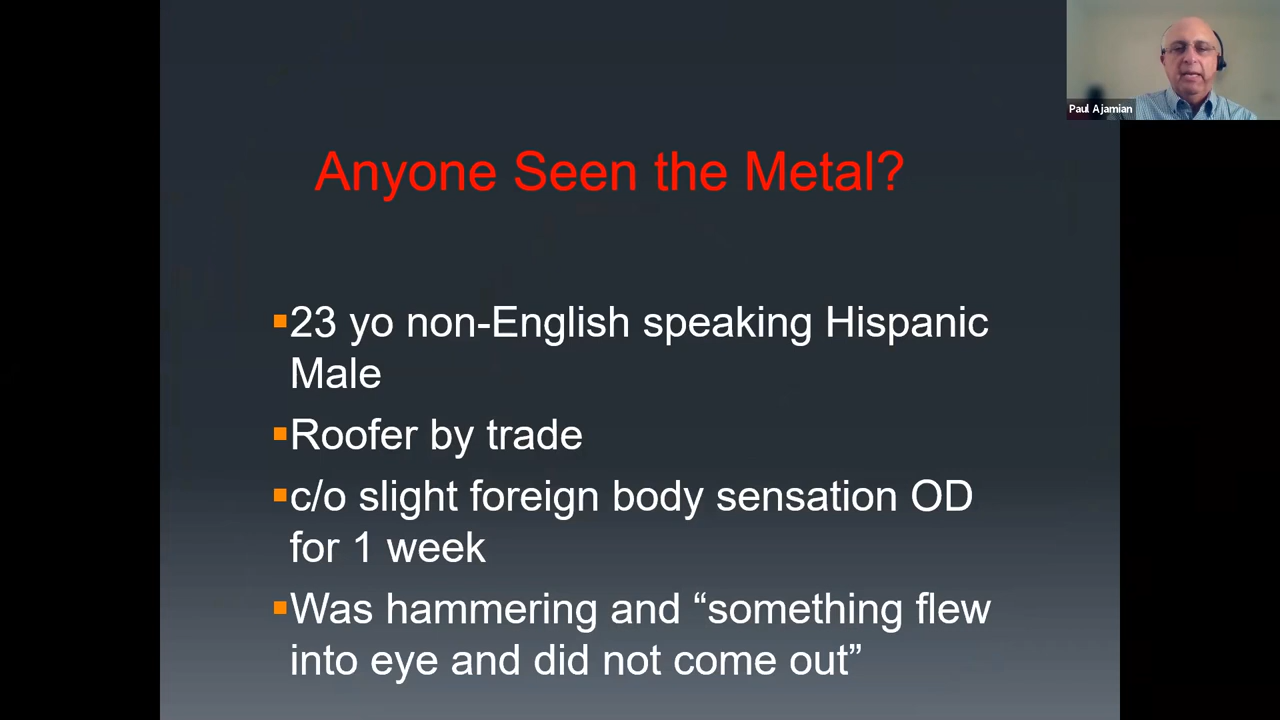 Paul Ajamian
Anyone Seen the Metal?
▪23 yo non-English speaking Hispanic
Male
▪Roofer by trade
▪c/o slight foreign body sensation OD
for 1 week
▪Was hammering and “something flew
into eye and did not come out”